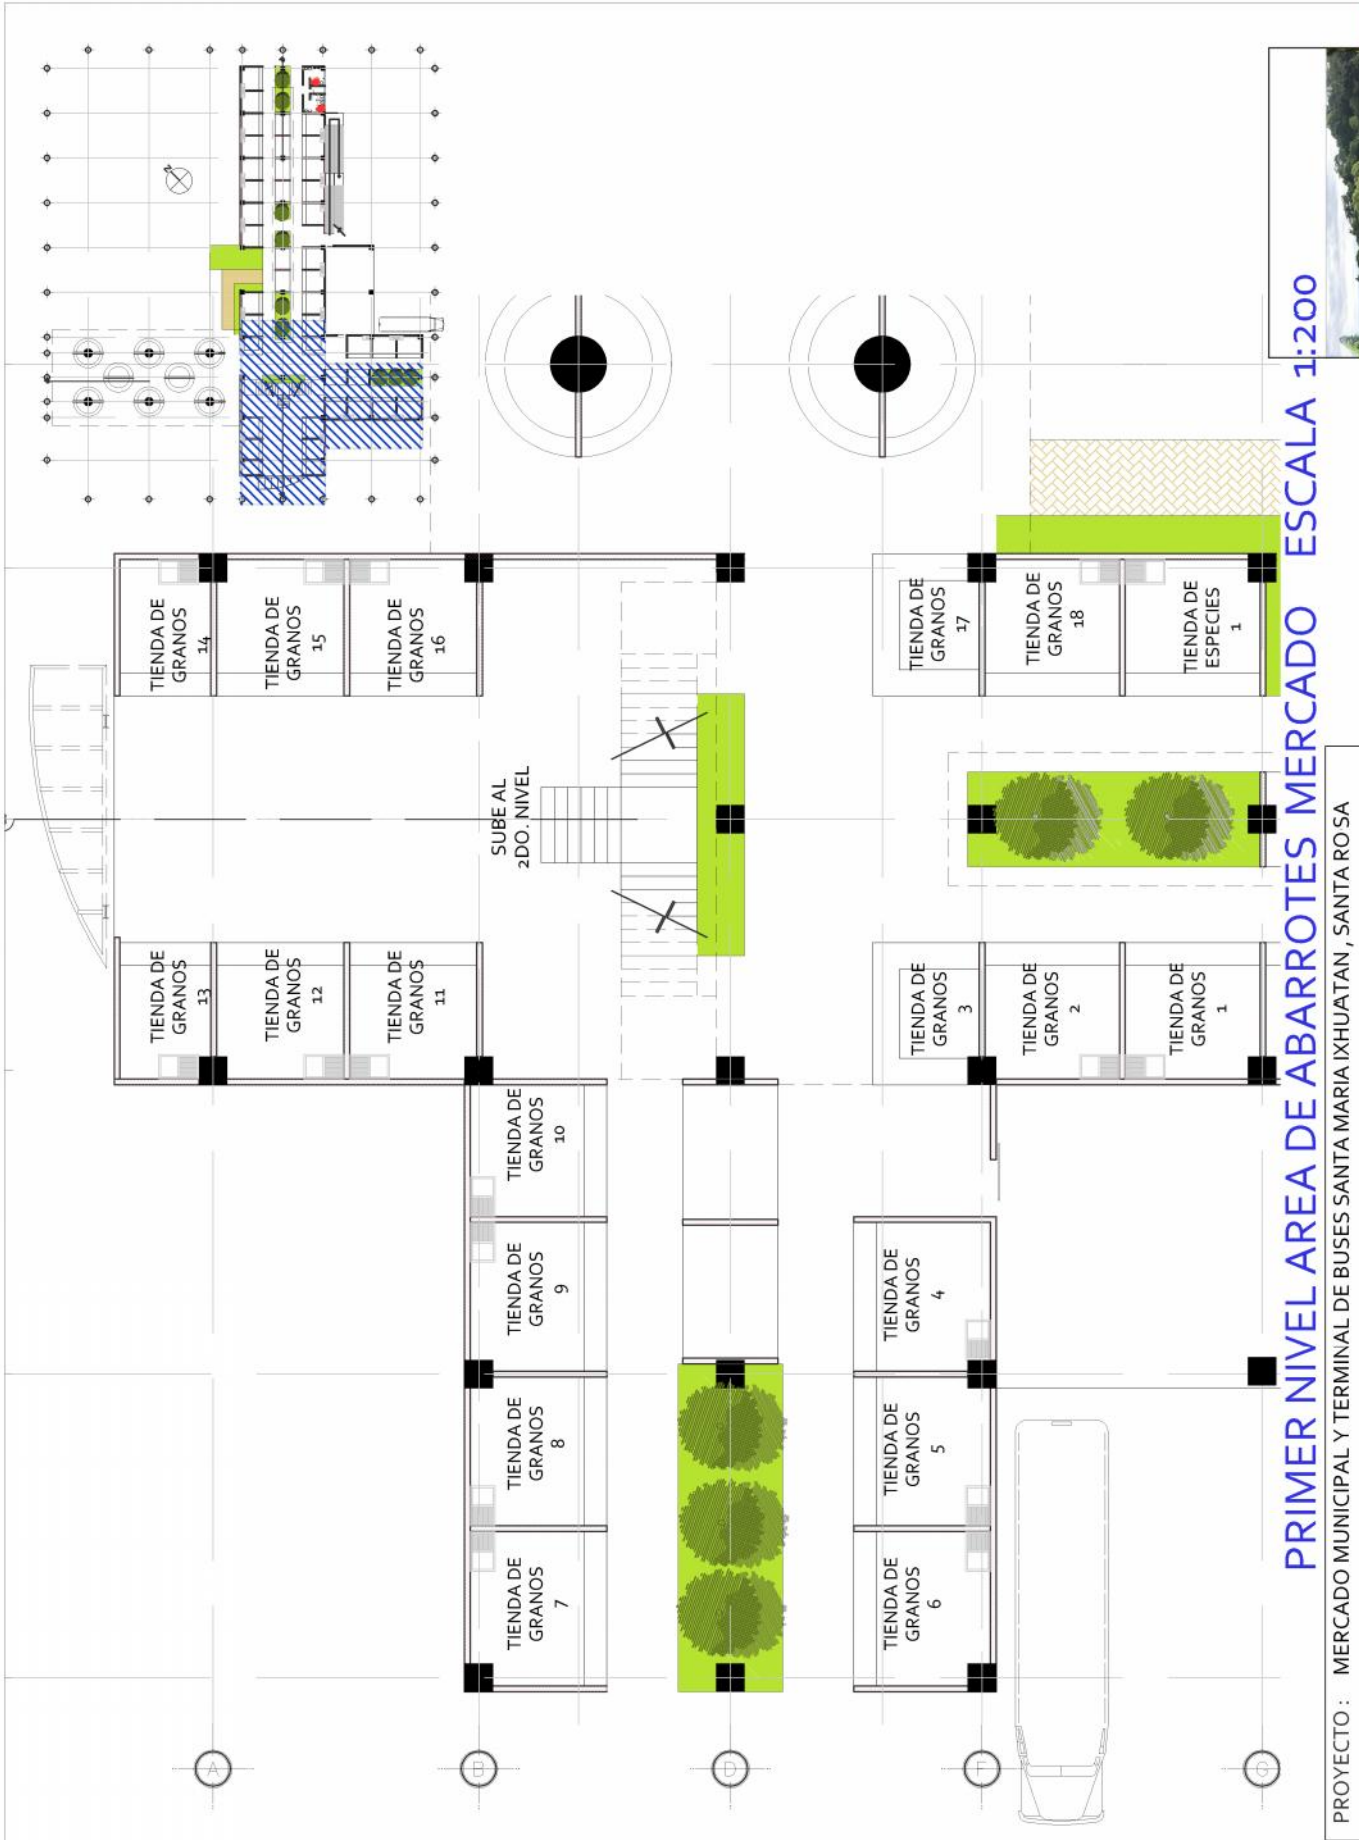 TIENDA DE
GRANOS
14
TIENDA DE
GRANOS
15
TIENDA DE
GRANOS
16
TIENDA DE
GRANOS
17
TIENDA DE
GRANOS
18
TIENDA DE
ESPECIES
1
SUBE AL
2DO. NIVEL
TIENDA DE
GRANOS
13
TIENDA DE
GRANOS
12
TIENDA DE
GRANOS
11
TIENDA DE
GRANOS
3
TIENDA DE
GRANOS
2
TIENDA DE
GRANOS
1
TIENDA DE
GRANOS
10
TIENDA DE
GRANOS
9
TIENDA DE
GRANOS
8
TIENDA DE
GRANOS
7
TIENDA DE
GRANOS
4
TIENDA DE
GRANOS
5
TIENDA DE
GRANOS
6
A
B
D
F
G
PRIMER NIVEL AREA DE ABARROTES MERCADO ESCALA 1:200
PROYECTO : MERCADO MUNICIPAL Y TERMINAL DE BUSES SANTA MARIA IXHUATAN , SANTA ROSA